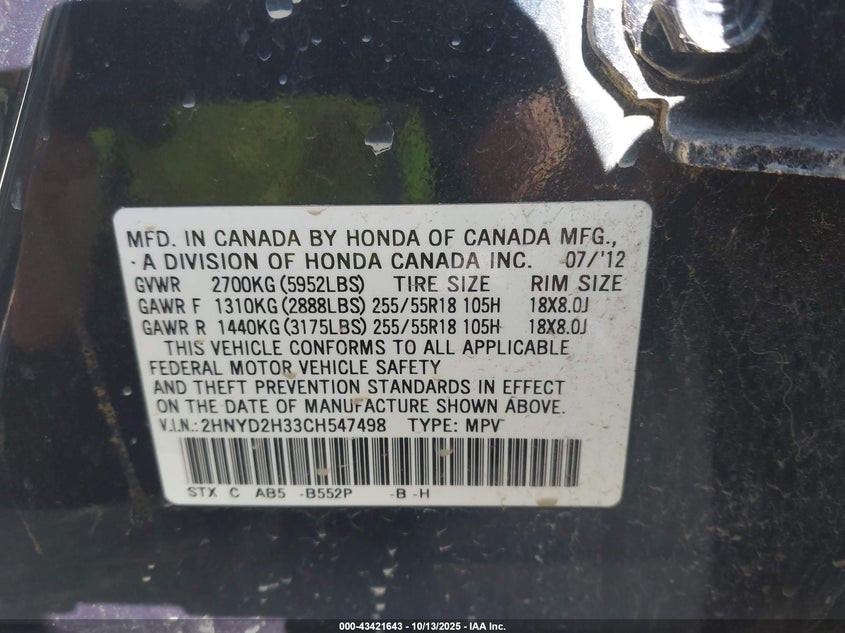 MFD. IN CANADA BY HONDA OF CANADA MFG.,
· A DIVISION OF HONDA CANADA INC. 07/'12
GVWR 2700KG (5952LBS) TIRE SIZE RIM SIZE
GAWR F 1310KG (2888LBS) 255/55R18 105H 18X8.0J
GAWR R 1440KG (3175LBS) 255/55R18 105H 18X8.0J
THIS VEHICLE CONFORMS TO ALL APPLICABLE
FEDERAL MOTOR VEHICLE SAFETY
AND THEFT PREVENTION STANDARDS IN EFFECT
ON THE DATE OF MANUFACTURE SHOWN ABOVE.
V.I.N.: 2HNYD2H33CH547498 TYPE: MPV
STX C AB5 -B552P -B -H
000-43421643 - 10/13/2025 - IAA Inc.